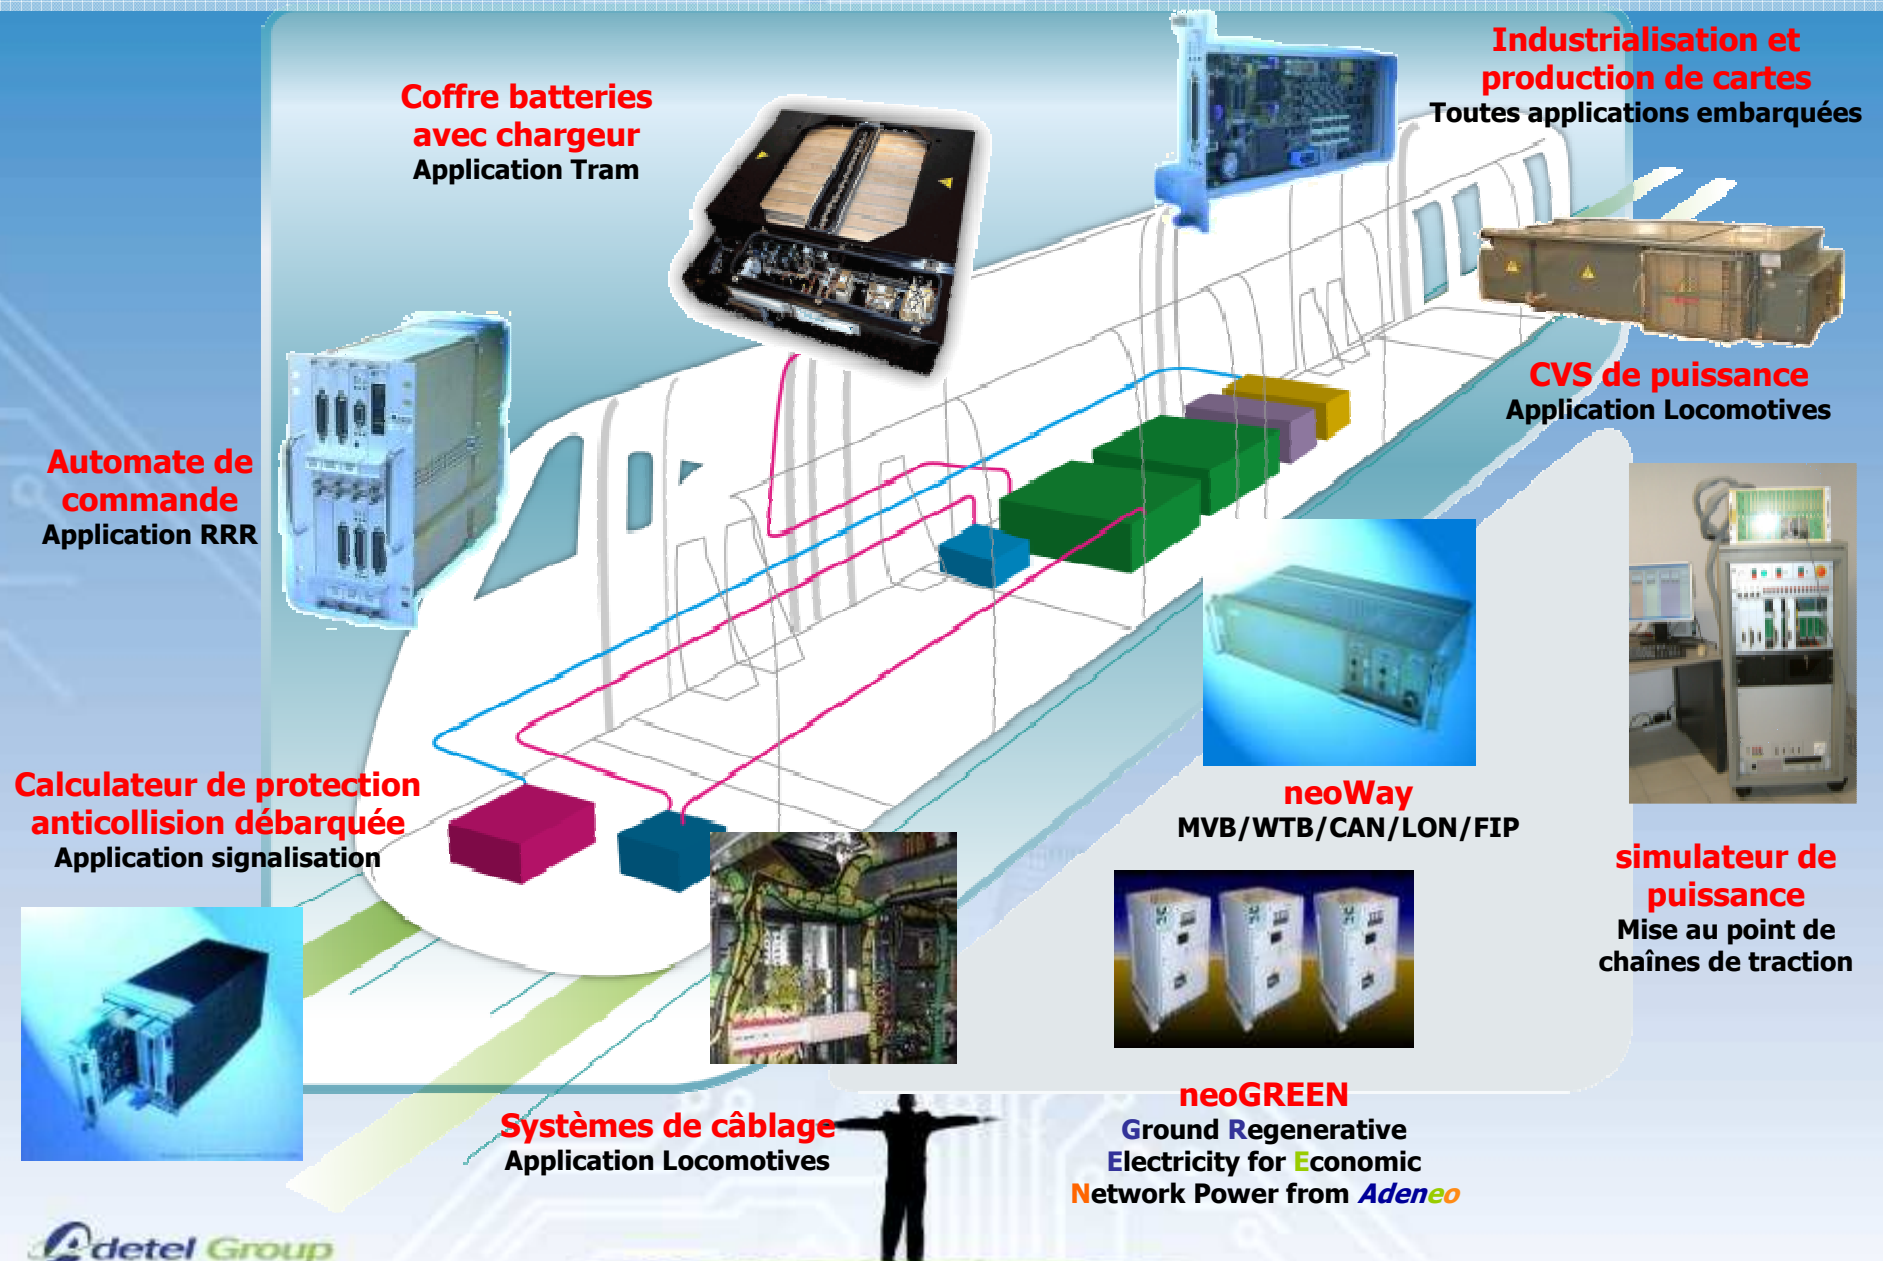 Industrialisation et
production de cartes
Toutes applications embarquées
Coffre batteries
avec chargeur
Application Tram
CVS de puissance
Application Locomotives
Automate de
commande
Application RRR
Calculateur de protection
anticollision débarquée
Application signalisation
neoWay
MVB/WTB/CAN/LON/FIP
simulateur de
puissance
Mise au point de
chaînes de traction
Systèmes de câblage
Application Locomotives
neoGREEN
Ground Regenerative
Electricity for Economic
Network Power from Adeneo
Adetel Group